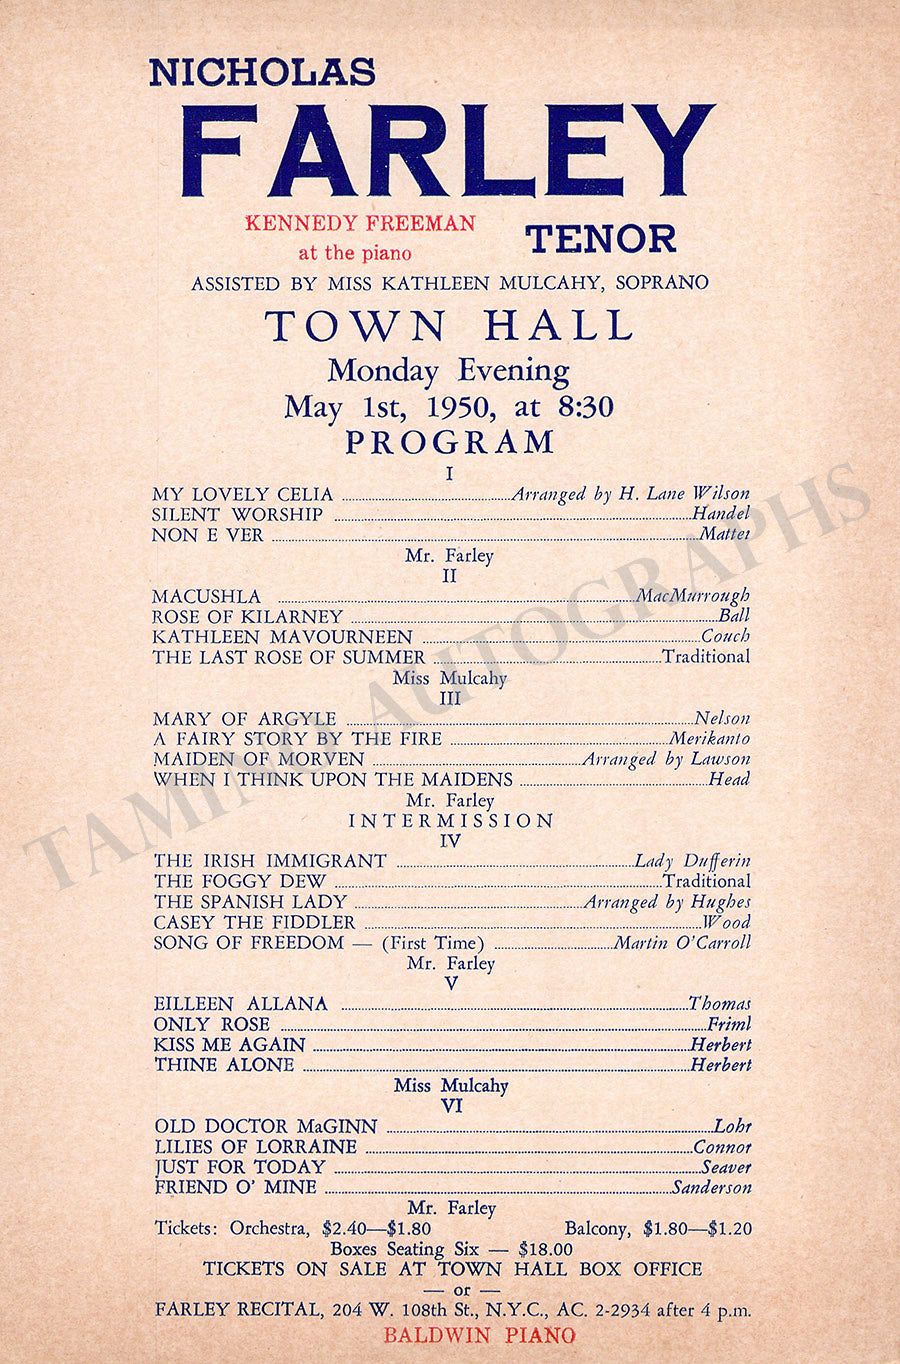 NICHOLAS
FARLEY
KENNEDY FREEMAN
at the piano
TENOR
ASSISTED BY MISS KATHLEEN MULCAHY, SOPRANO
TOWN HALL
Monday Evening
May 1st, 1950, at 8:30
PROGRAM
I
MY LOVELY CELIA ........ Arranged by H. Lane Wilson
SILENT WORSHIP ........ Handel
NON E VER ........ Mattei
Mr. Farley
II
MACUSHLA ........ MacMurrough
ROSE OF KILARNEY ........ Ball
KATHLEEN MAVOURNEEN ........ Couch
THE LAST ROSE OF SUMMER ........ Traditional
Miss Mulcahy
III
MARY OF ARGYLE ........ Nelson
A FAIRY STORY BY THE FIRE ........ Merikanto
MAIDEN OF MORVEN ........ Arranged by Lawson
WHEN I THINK UPON THE MAIDENS ........ Head
Mr. Farley
INTERMISSION
IV
THE IRISH IMMIGRANT ........ Lady Dufferin
THE FOGGY DEW ........ Traditional
THE SPANISH LADY ........ Arranged by Hughes
CASEY THE FIDDLER ........ Wood
SONG OF FREEDOM — (First Time) ........ Martin O'Carroll
Mr. Farley
V
EILLEEN ALLANA ........ Thomas
ONLY ROSE ........ Friml
KISS ME AGAIN ........ Herbert
THINE ALONE ........ Herbert
Miss Mulcahy
VI
OLD DOCTOR MaGINN ........ Lohr
LILIES OF LORRAINE ........ Connor
JUST FOR TODAY ........ Seaver
FRIEND O' MINE ........ Sanderson
Mr. Farley
Tickets: Orchestra, $2.40—$1.80 Balcony, $1.80—$1.20
Boxes Seating Six — $18.00
TICKETS ON SALE AT TOWN HALL BOX OFFICE
— or —
FARLEY RECITAL, 204 W. 108th St., N.Y.C., AC. 2-2934 after 4 p.m.
BALDWIN PIANO
TAMINO AUTOGRAPHS